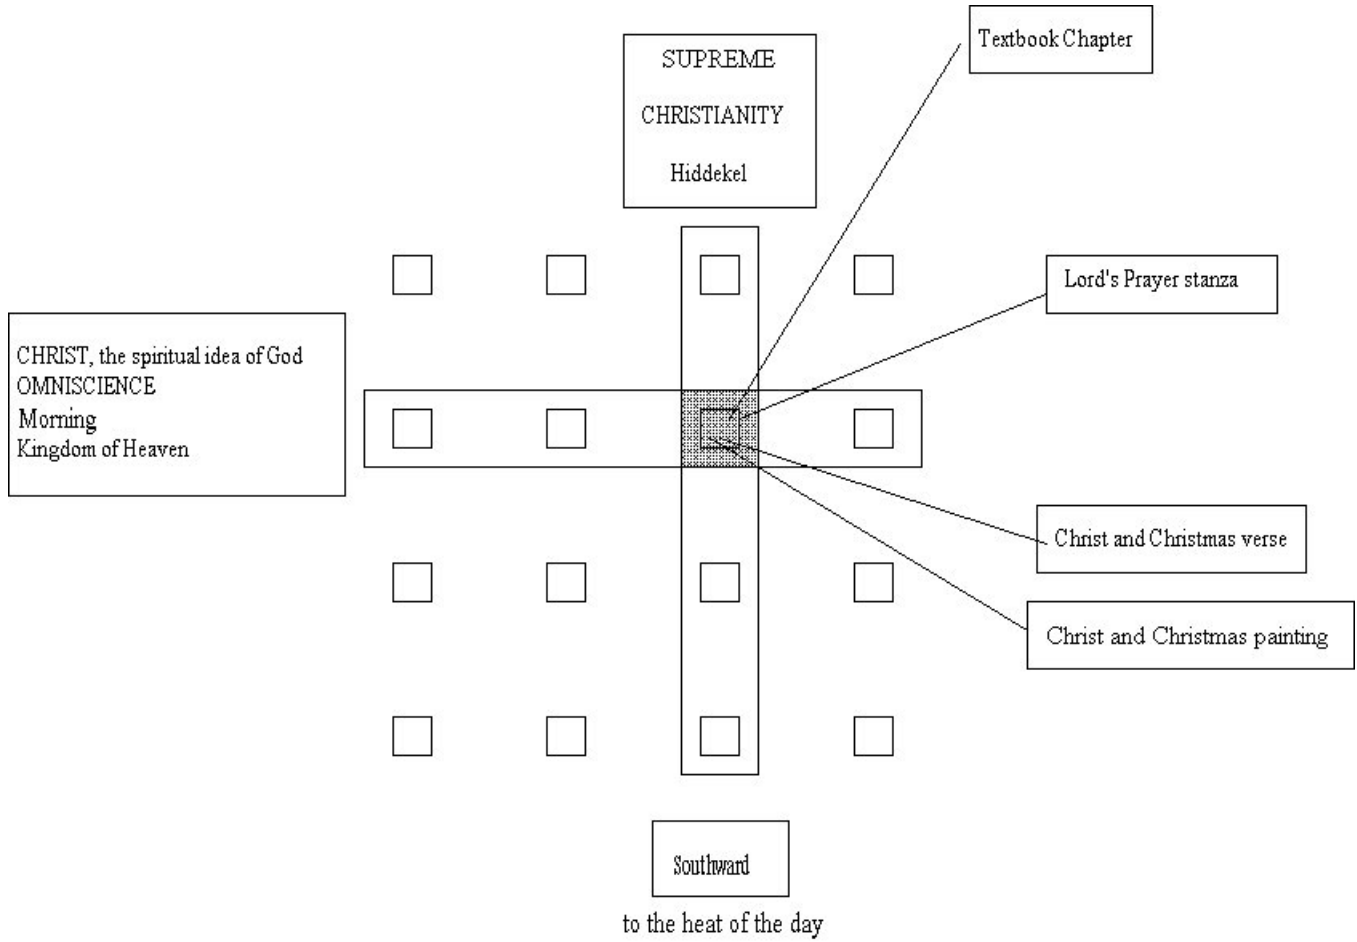 Textbook Chapter
SUPREME
CHRISTIANITY
Hiddekel
Lord's Prayer stanza
CHRIST, the spiritual idea of God
OMNISCIENCE
Morning
Kingdom of Heaven
Christ and Christmas verse
Christ and Christmas painting
Southward
to the heat of the day